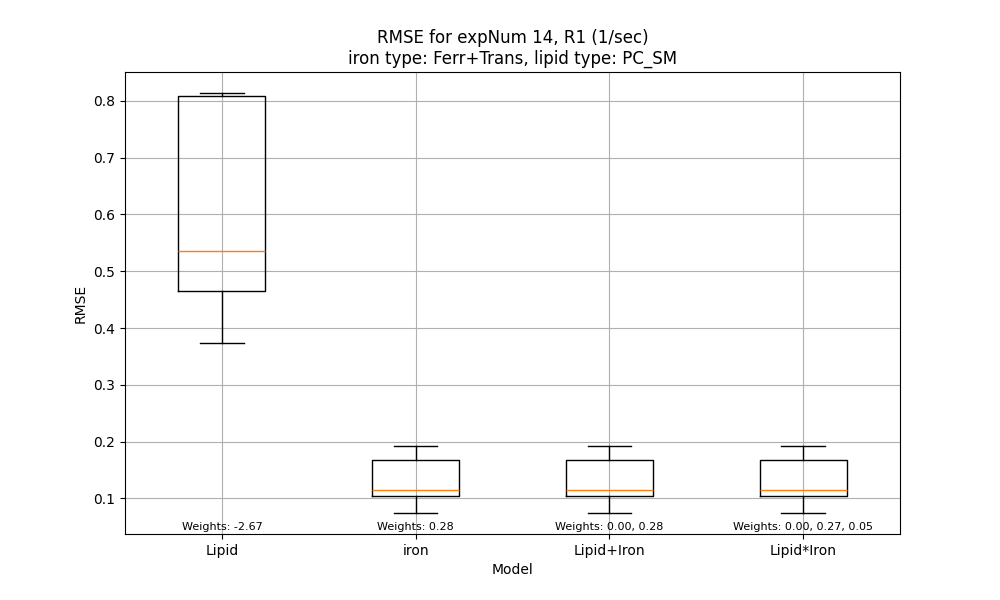 RMSE for expNum 14, R1 (1/sec)
iron type: Ferr+Trans, lipid type: PC_SM
RMSE
0.8
0.7
0.6
0.5
0.4
0.3
0.2
0.1
Weights: -2.67
Weights: 0.28
Weights: 0.00, 0.28
Weights: 0.00, 0.27, 0.05
Lipid
iron
Lipid+Iron
Lipid*Iron
Model